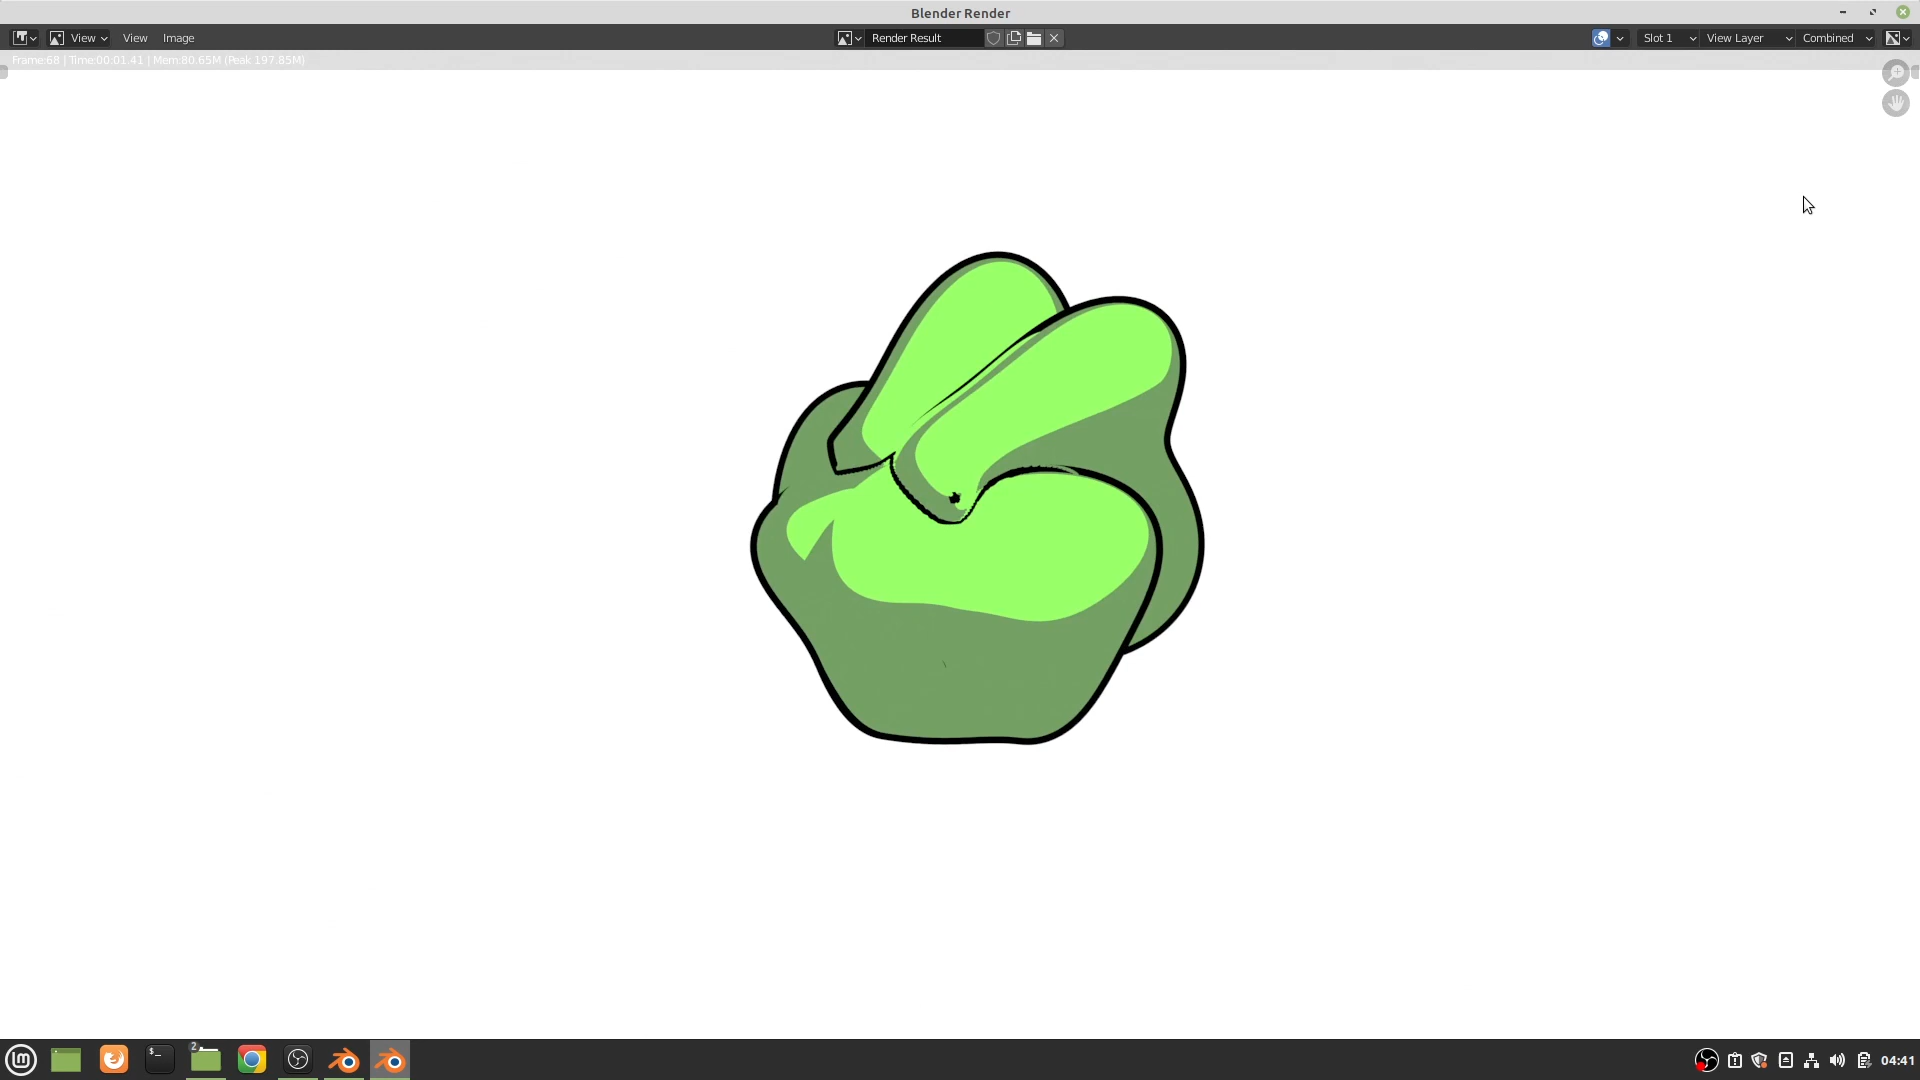 Blender Render
View View Image Render Result Slot 1 View Layer Combined
Frame:68 | Time:00:01.41 | Mem:80.65M (Peak 197.85M)
2
04:41